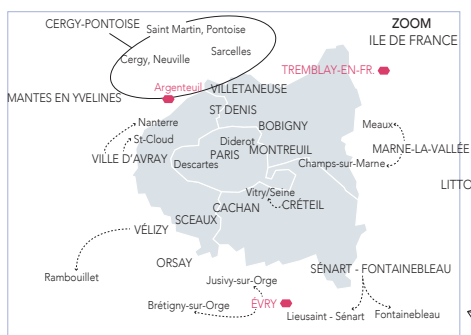 CERGY-PONTOISE
ZOOM
ILE DE FRANCE
Saint Martin, Pontoise
Sarcelles
Cergy, Neuville
TREMBLAY-EN-FR.
Argenteuil
VILLETANEUSE
MANTES EN YVELINES
ST DENIS
Nanterre
BOBIGNY
Meaux
St-Cloud
Diderot
MARNE-LA-VALLÉE
VILLE D'AVRAY
PARIS
MONTREUIL
Descartes
Champs-sur-Marne
LITTO
Vitry/Seine
CACHAN
CRÉTEIL
SCEAUX
VÉLIZY
ORSAY
SÉNART - FONTAINEBLEAU
Rambouillet
Jusivy-sur-Orge
Brétigny-sur-Orge
ÉVRY
Lieusaint - Sénart
Fontainebleau